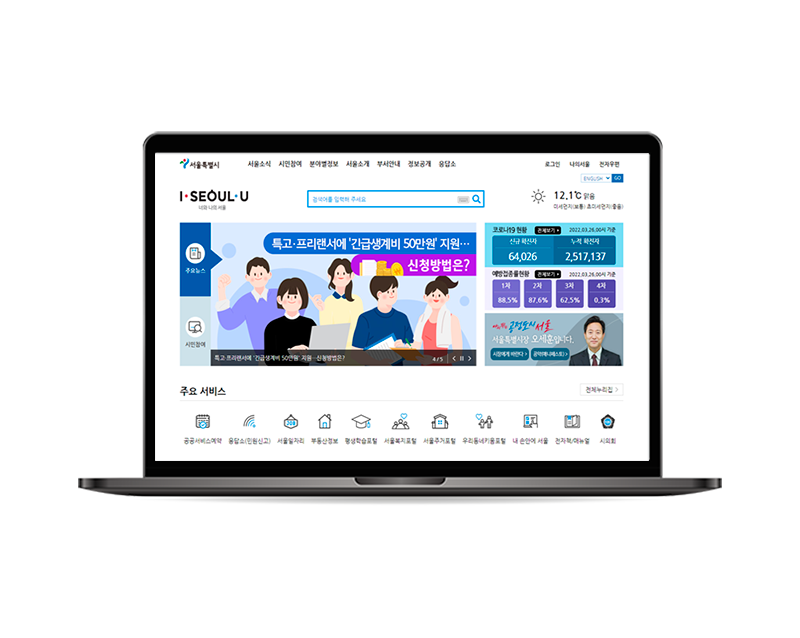 서울특별시
서울소식 시민참여 분야별정보 서울소개 부서안내 정보공개 응답소
로그인 나의서울 전자우편
ENGLISH GO
I·SEOUL·U
너와 나의 서울
검색어를 입력해 주세요
12.1℃ 맑음
미세먼지(보통) 초미세먼지(좋음)
주요뉴스
시민참여
특고·프리랜서에 '긴급생계비 50만원' 지원…
신청방법은?
특고·프리랜서에 '긴급생계비 50만원' 지원…신청방법은?
4 / 5
코로나19 현황 전체보기 2022.03.26.00시 기준
신규 확진자 누적 확진자
64,026 2,517,137
예방접종률현황 전체보기 2022.03.26.00시 기준
1차 2차 3차 4차
88.5% 87.6% 62.5% 0.3%
공정도시 서울
서울특별시장 오세훈입니다.
시장에게 바란다 공약(매니페스토)
주요 서비스
전체누리집
공공서비스예약 응답소(민원신고) 서울일자리 부동산정보 평생학습포털 서울복지포털 서울주거포털 우리동네키움포털 내 손안에 서울 전자책/매뉴얼 시의회